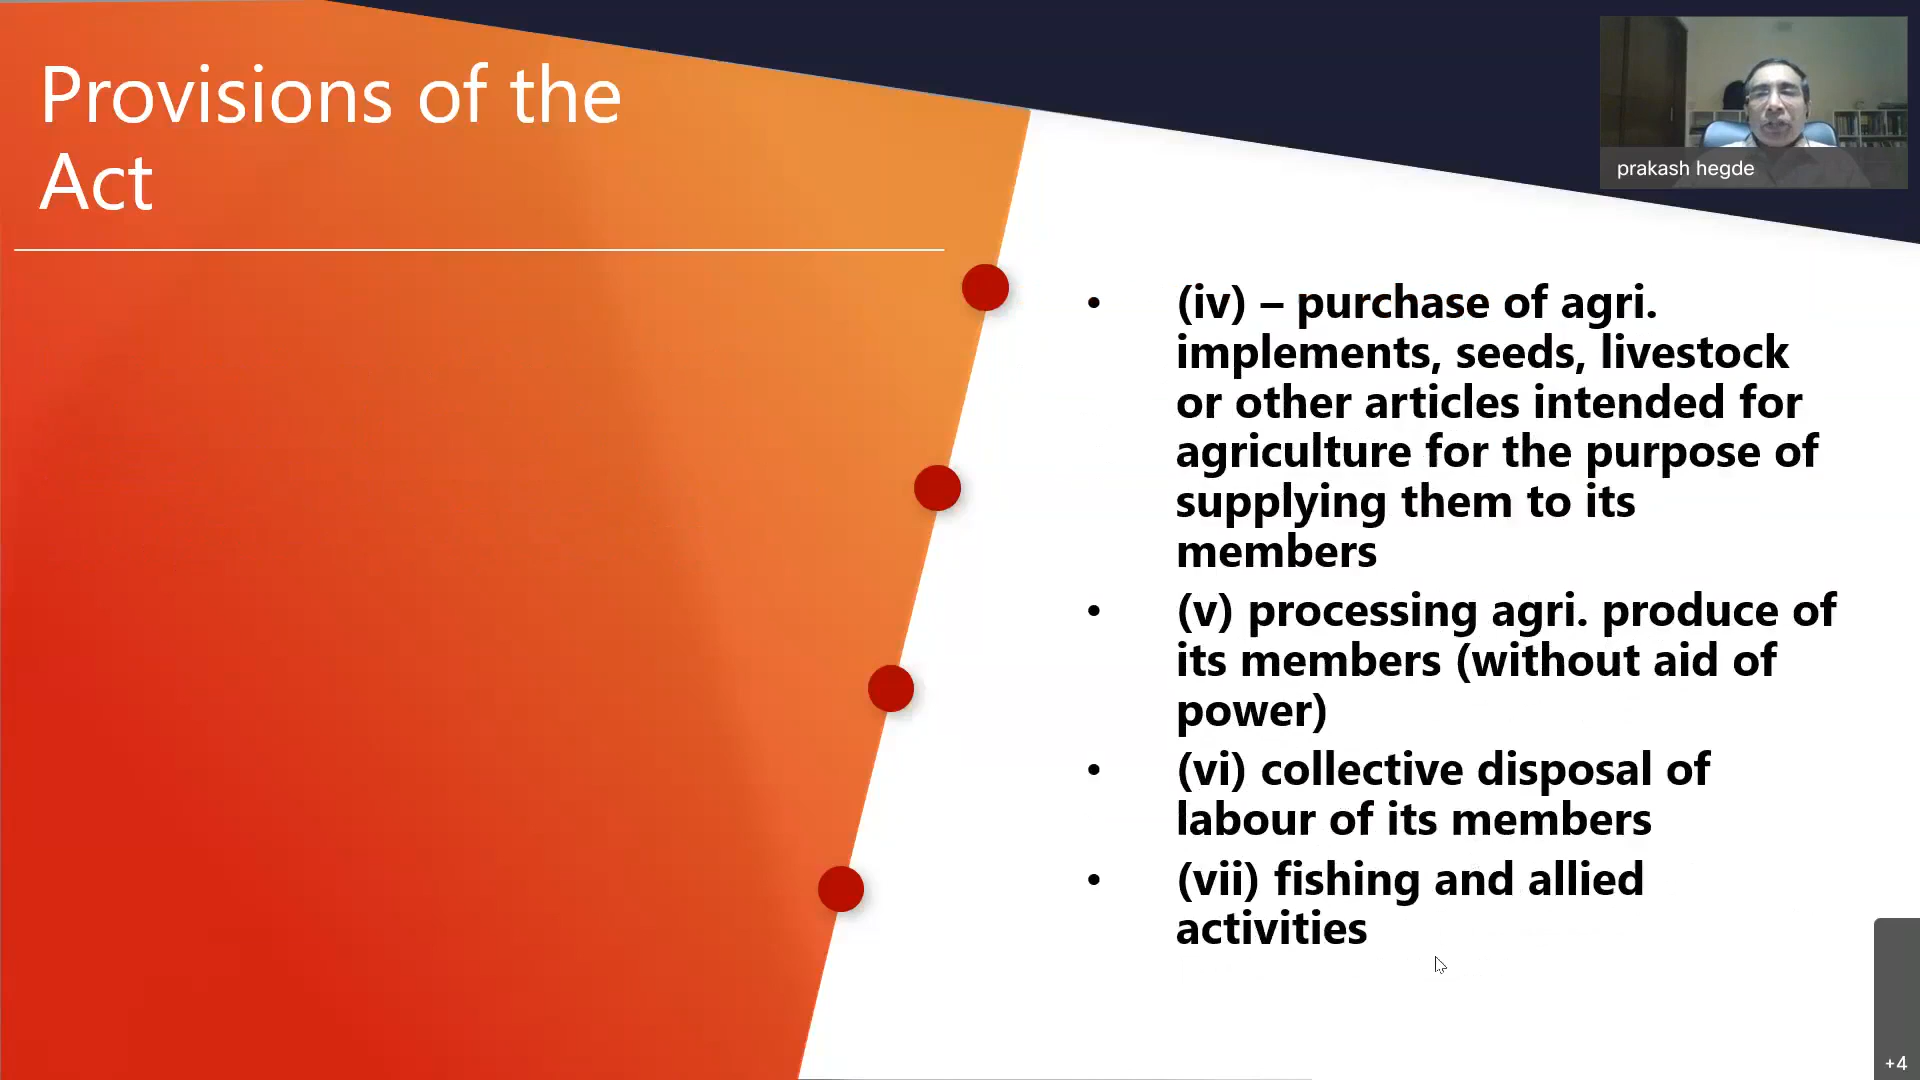 Provisions of the
Act
prakash hegde
• (iv) – purchase of agri.
implements, seeds, livestock
or other articles intended for
agriculture for the purpose of
supplying them to its
members
• (v) processing agri. produce of
its members (without aid of
power)
• (vi) collective disposal of
labour of its members
• (vii) fishing and allied
activities
+4